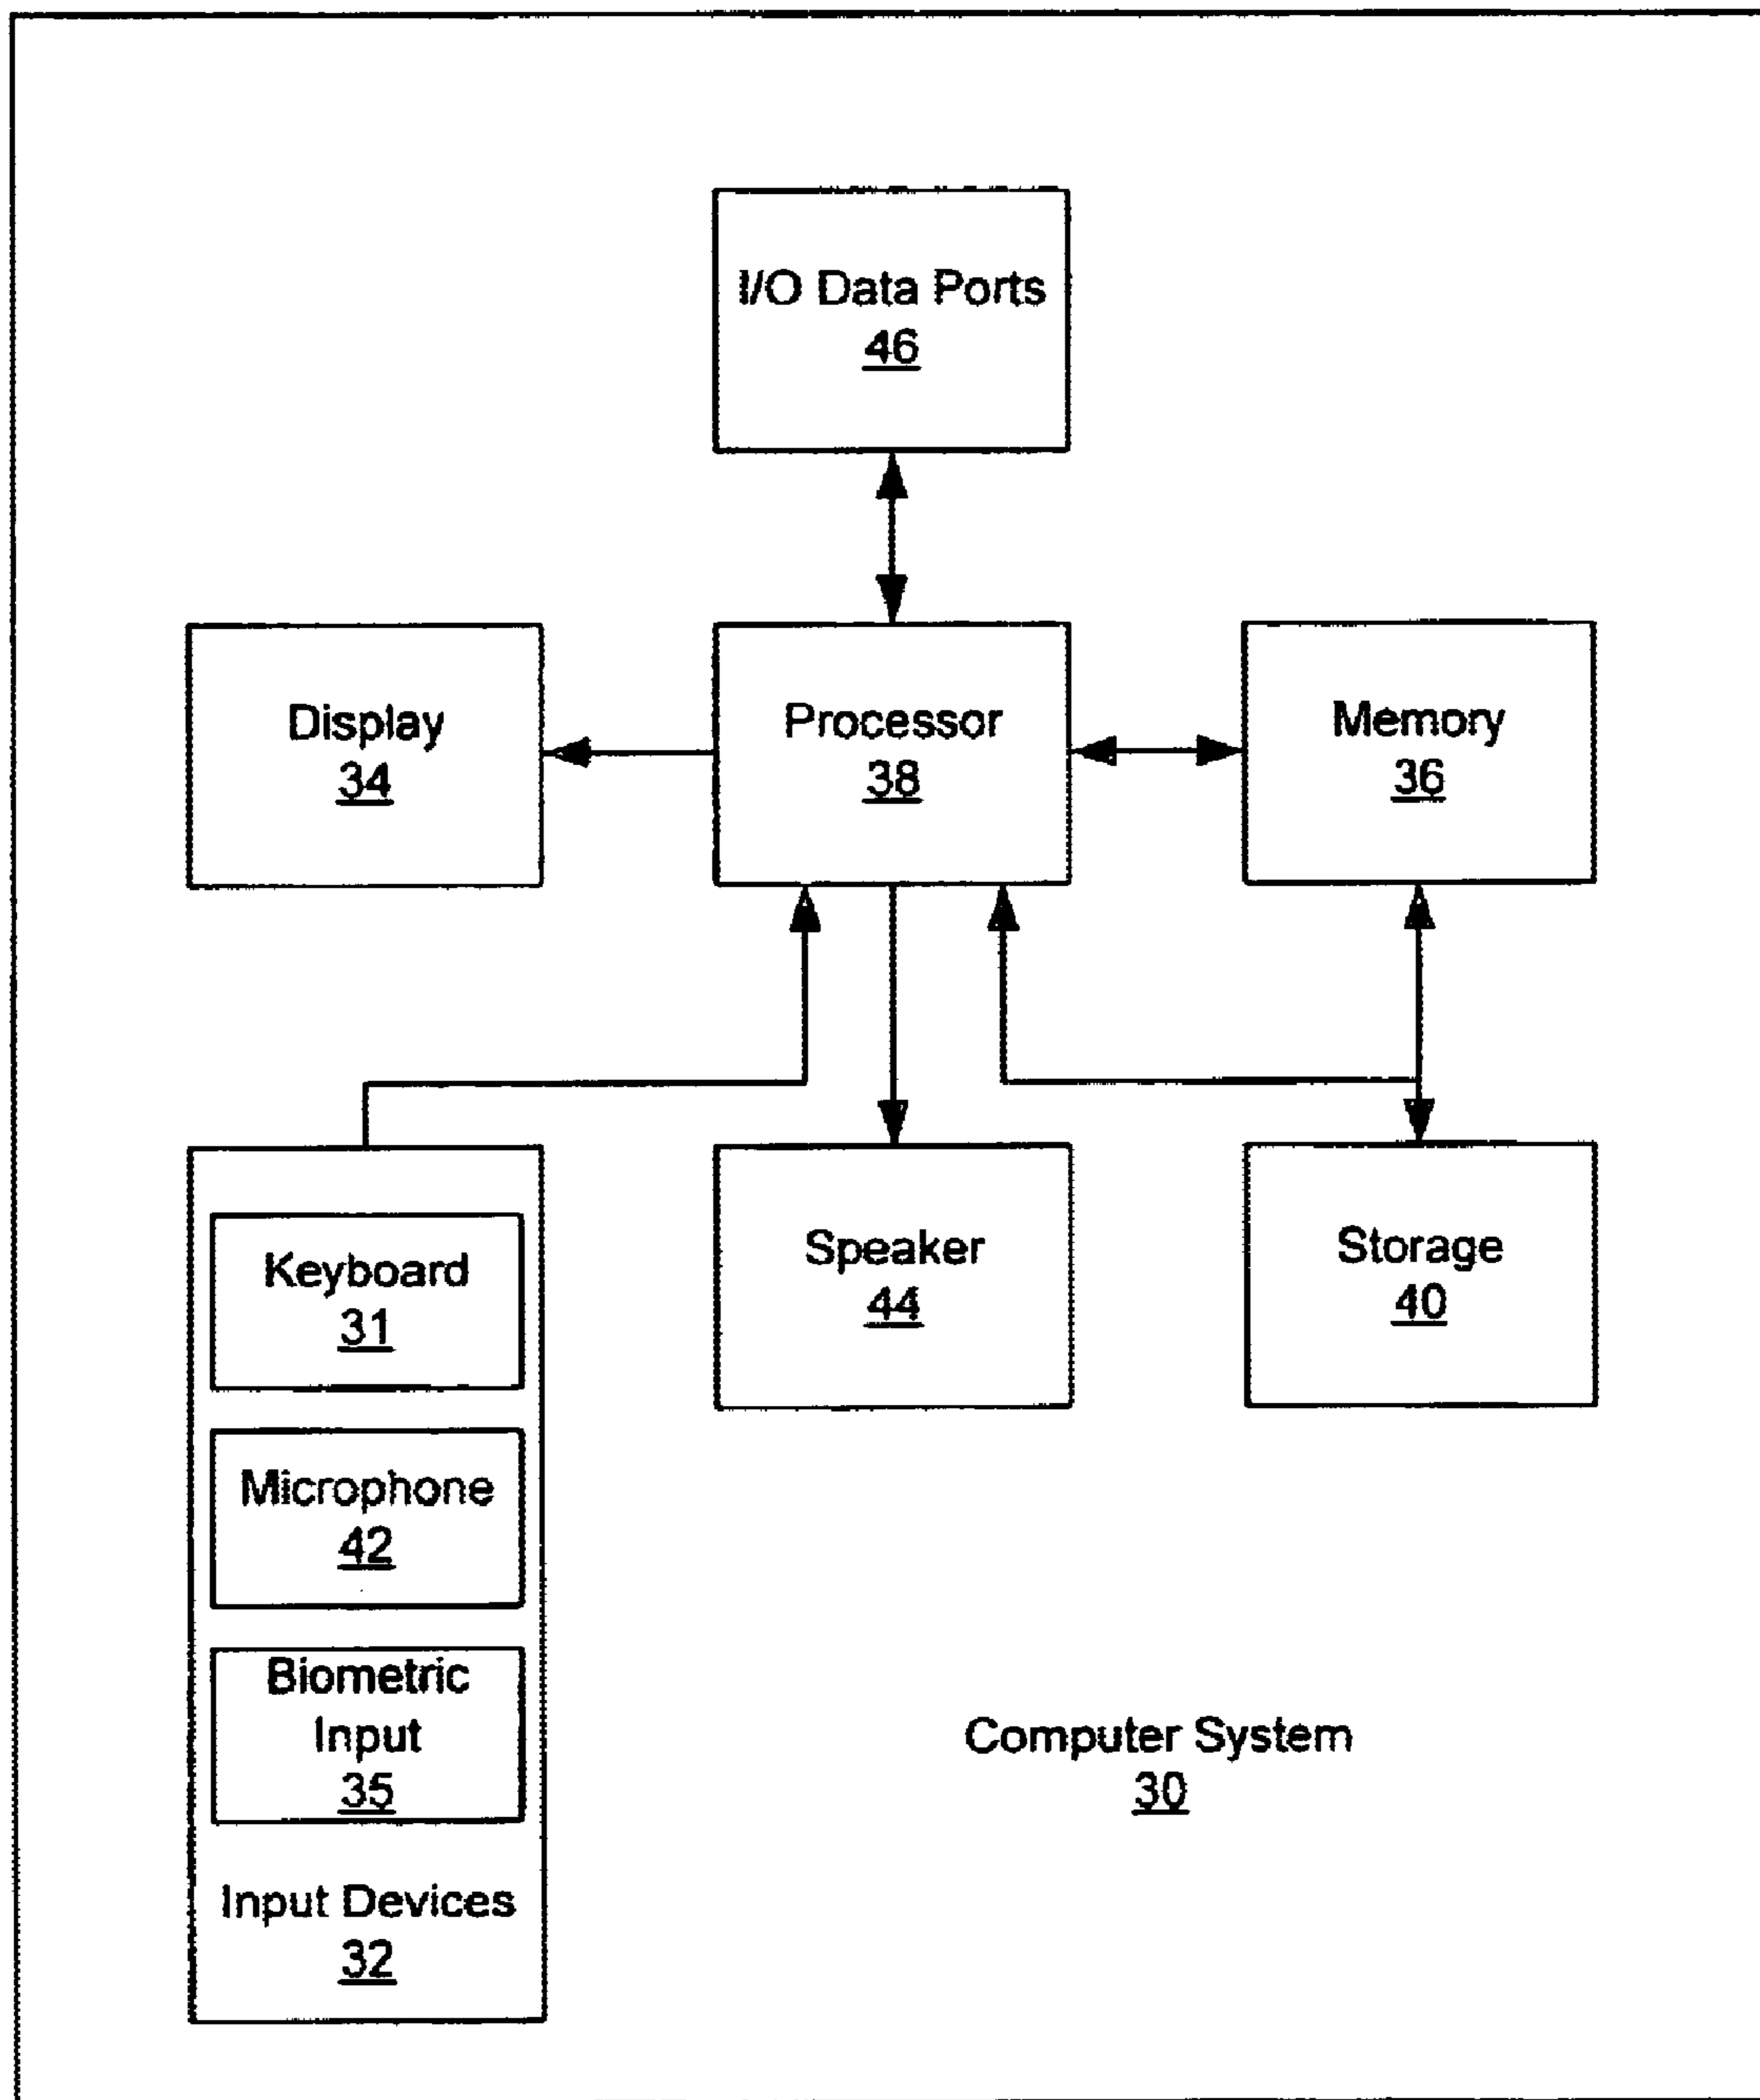 I/O Data Ports
46
Display
34
Processor
38
Memory
36
Keyboard
31
Microphone
42
Biometric
Input
35
Input Devices
32
Speaker
44
Storage
40
Computer System
30